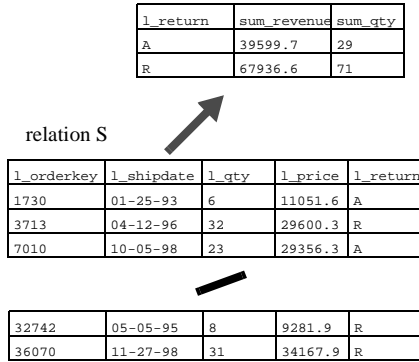 l_return sum_revenue sum_qty
A 39599.7 29
R 67936.6 71
relation S
l_orderkey l_shipdate l_qty l_price l_return
1730 01-25-93 6 11051.6 A
3713 04-12-96 32 29600.3 R
7010 10-05-98 23 29356.3 A
32742 05-05-95 8 9281.9 R
36070 11-27-98 31 34167.9 R